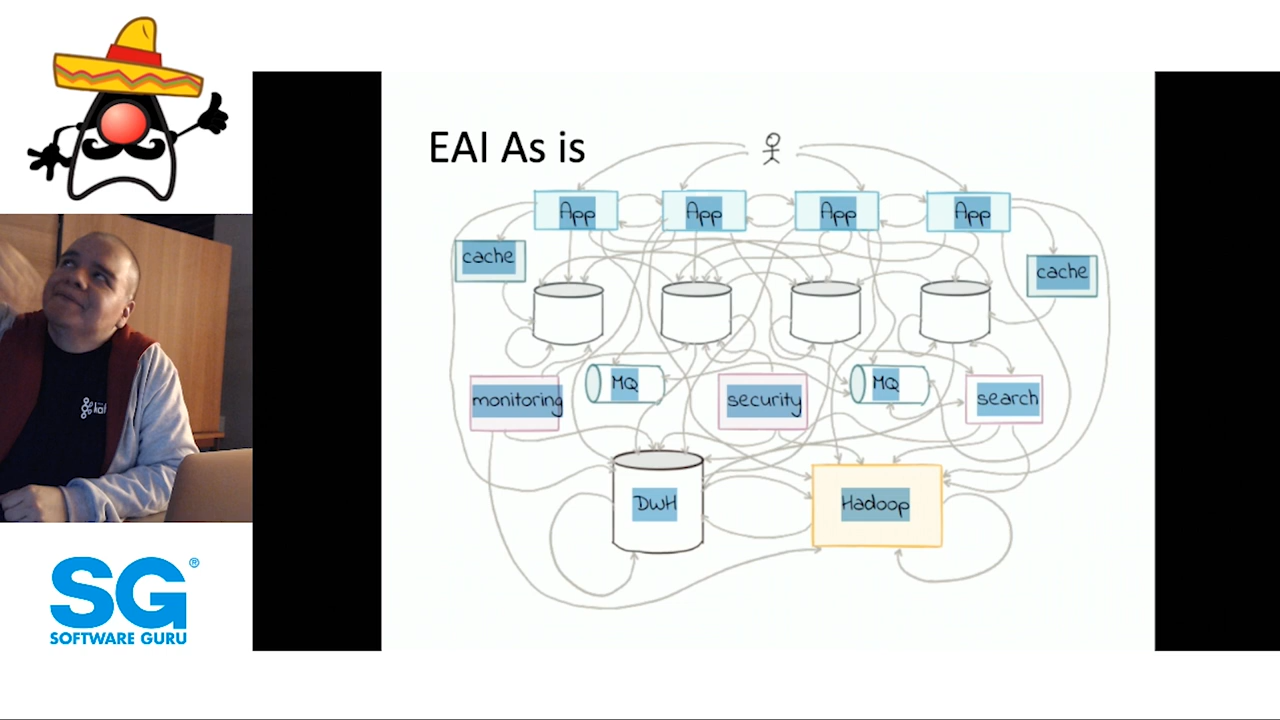 EAI As is
App
App
App
App
cache
cache
MQ
MQ
monitoring
security
search
DWH
Hadoop
SG®
SOFTWARE GURU